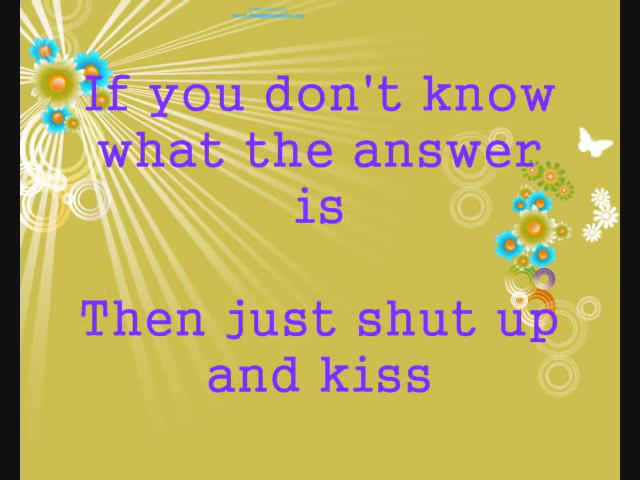 If you don't know
what the answer
is
Then just shut up
and kiss